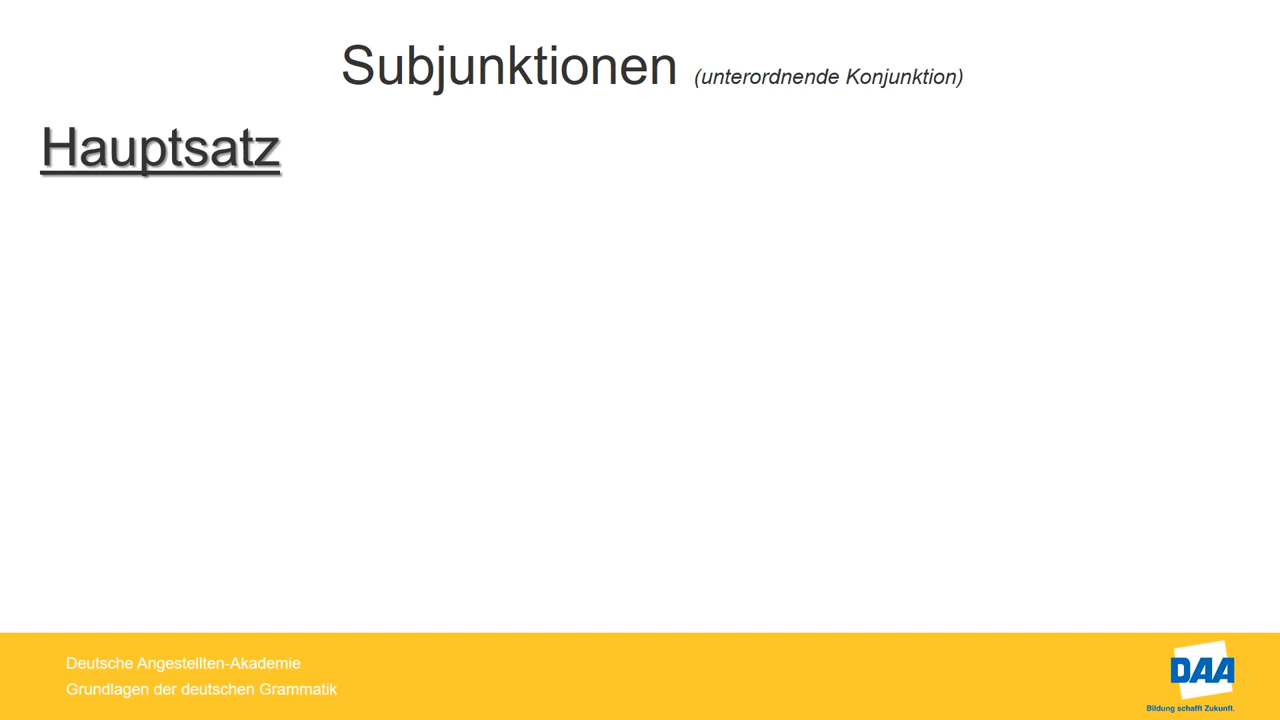 Subjunktionen (unterordnende Konjunktion)
Hauptsatz
Deutsche Angestellten-Akademie
Grundlagen der deutschen Grammatik
DAA
Bildung schafft Zukunft.